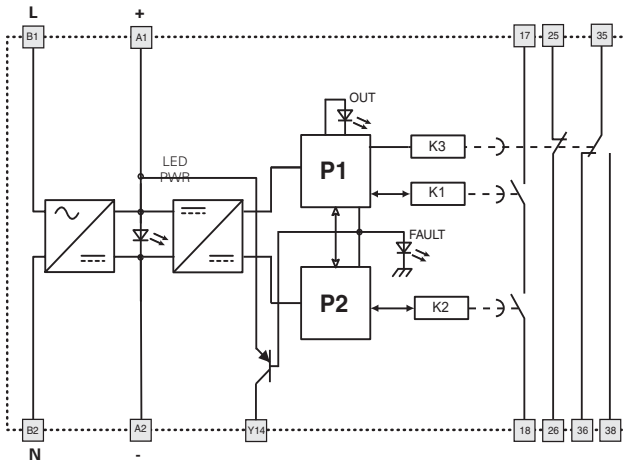 L
+
B1
A1
17
25
35
OUT
P1
K3
LED
PWR
K1
FAULT
P2
K2
B2
A2
Y14
18
26
36
38
N
-